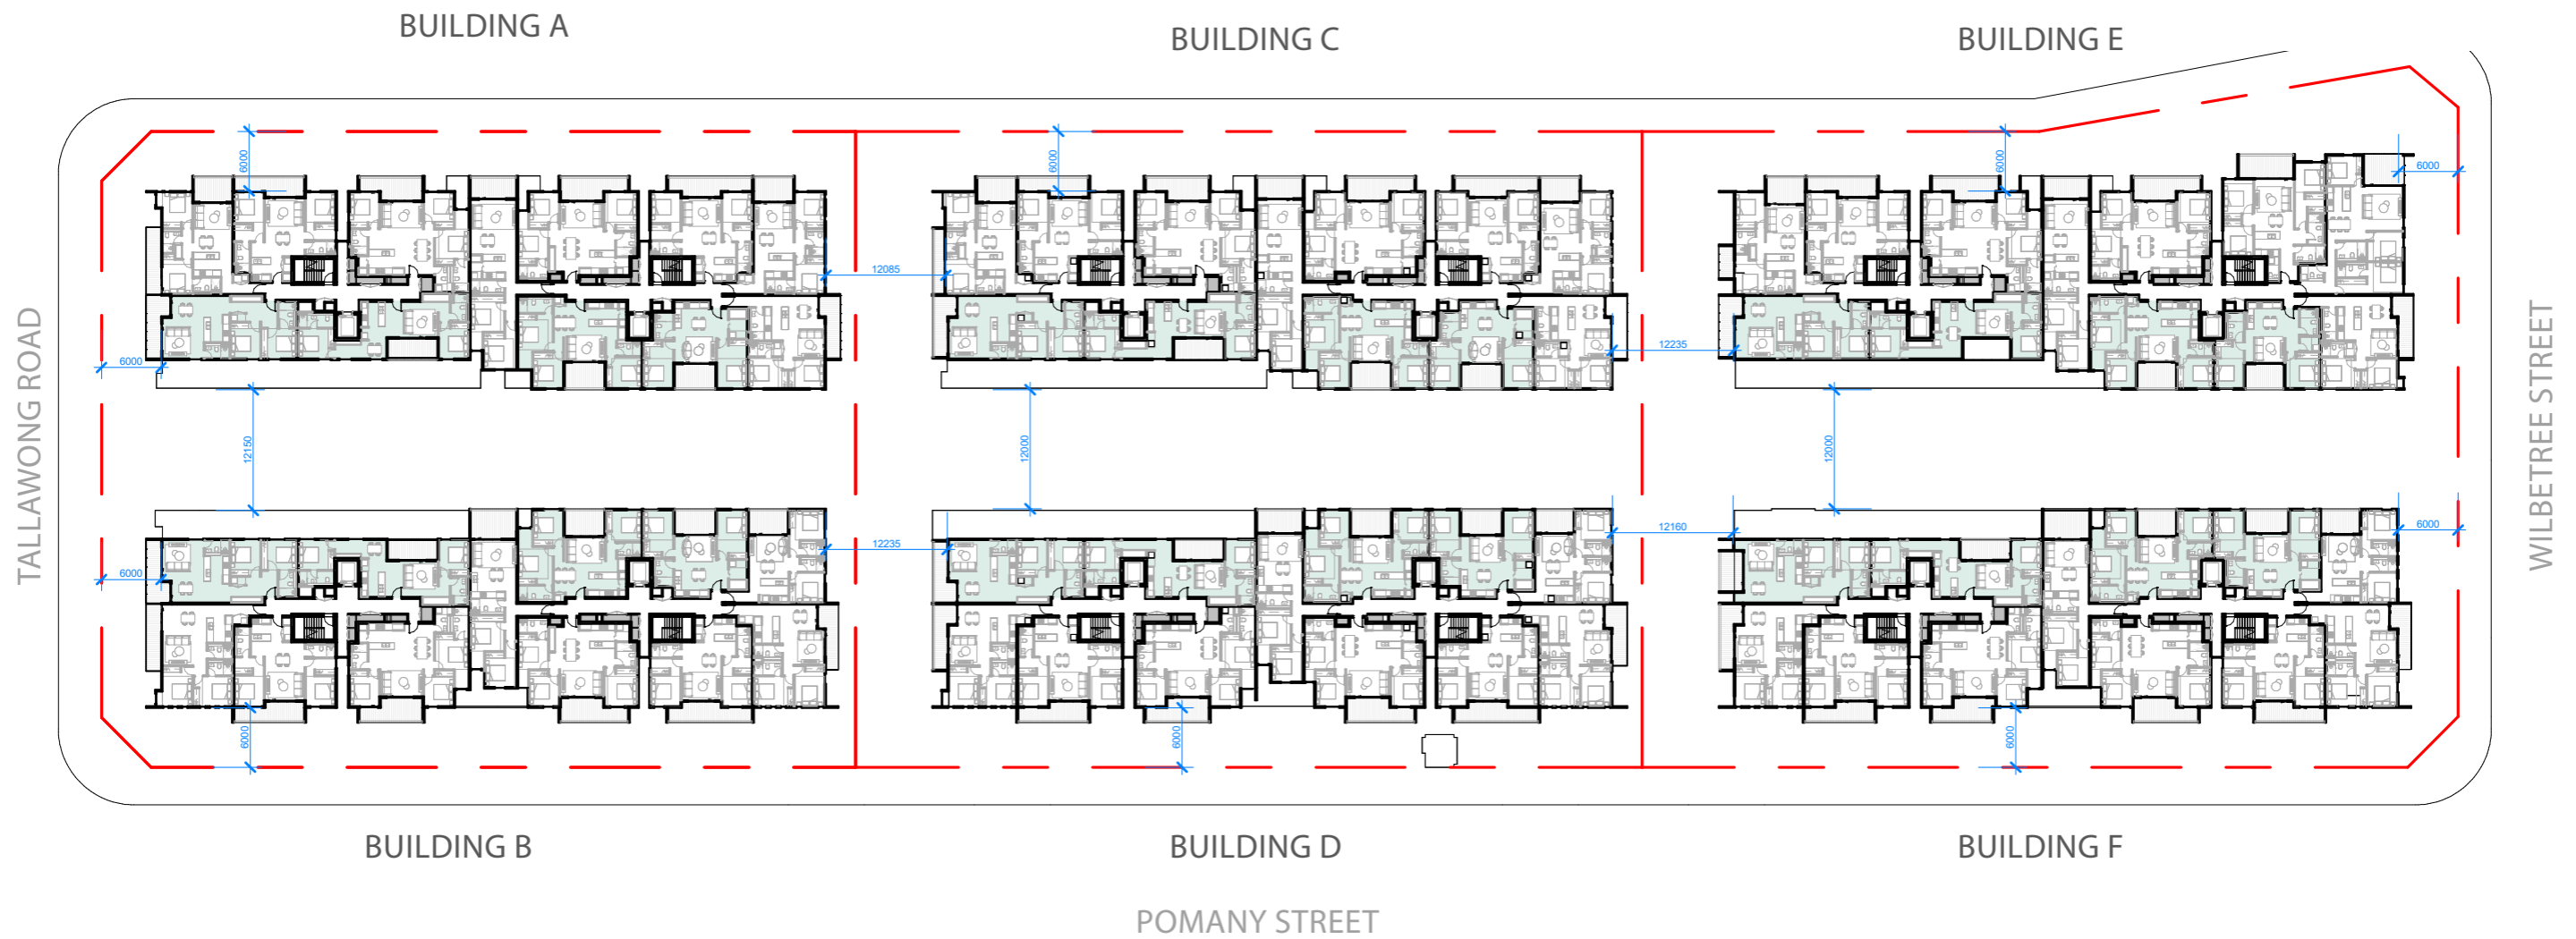 BUILDING A
BUILDING C
BUILDING E
6000
6000
6000
6000
12085
12235
6000
TALLAWONG ROAD
WILBETREE STREET
12150
12000
12000
6000
12235
12160
6000
6000
6000
6000
BUILDING B
BUILDING D
BUILDING F
POMANY STREET